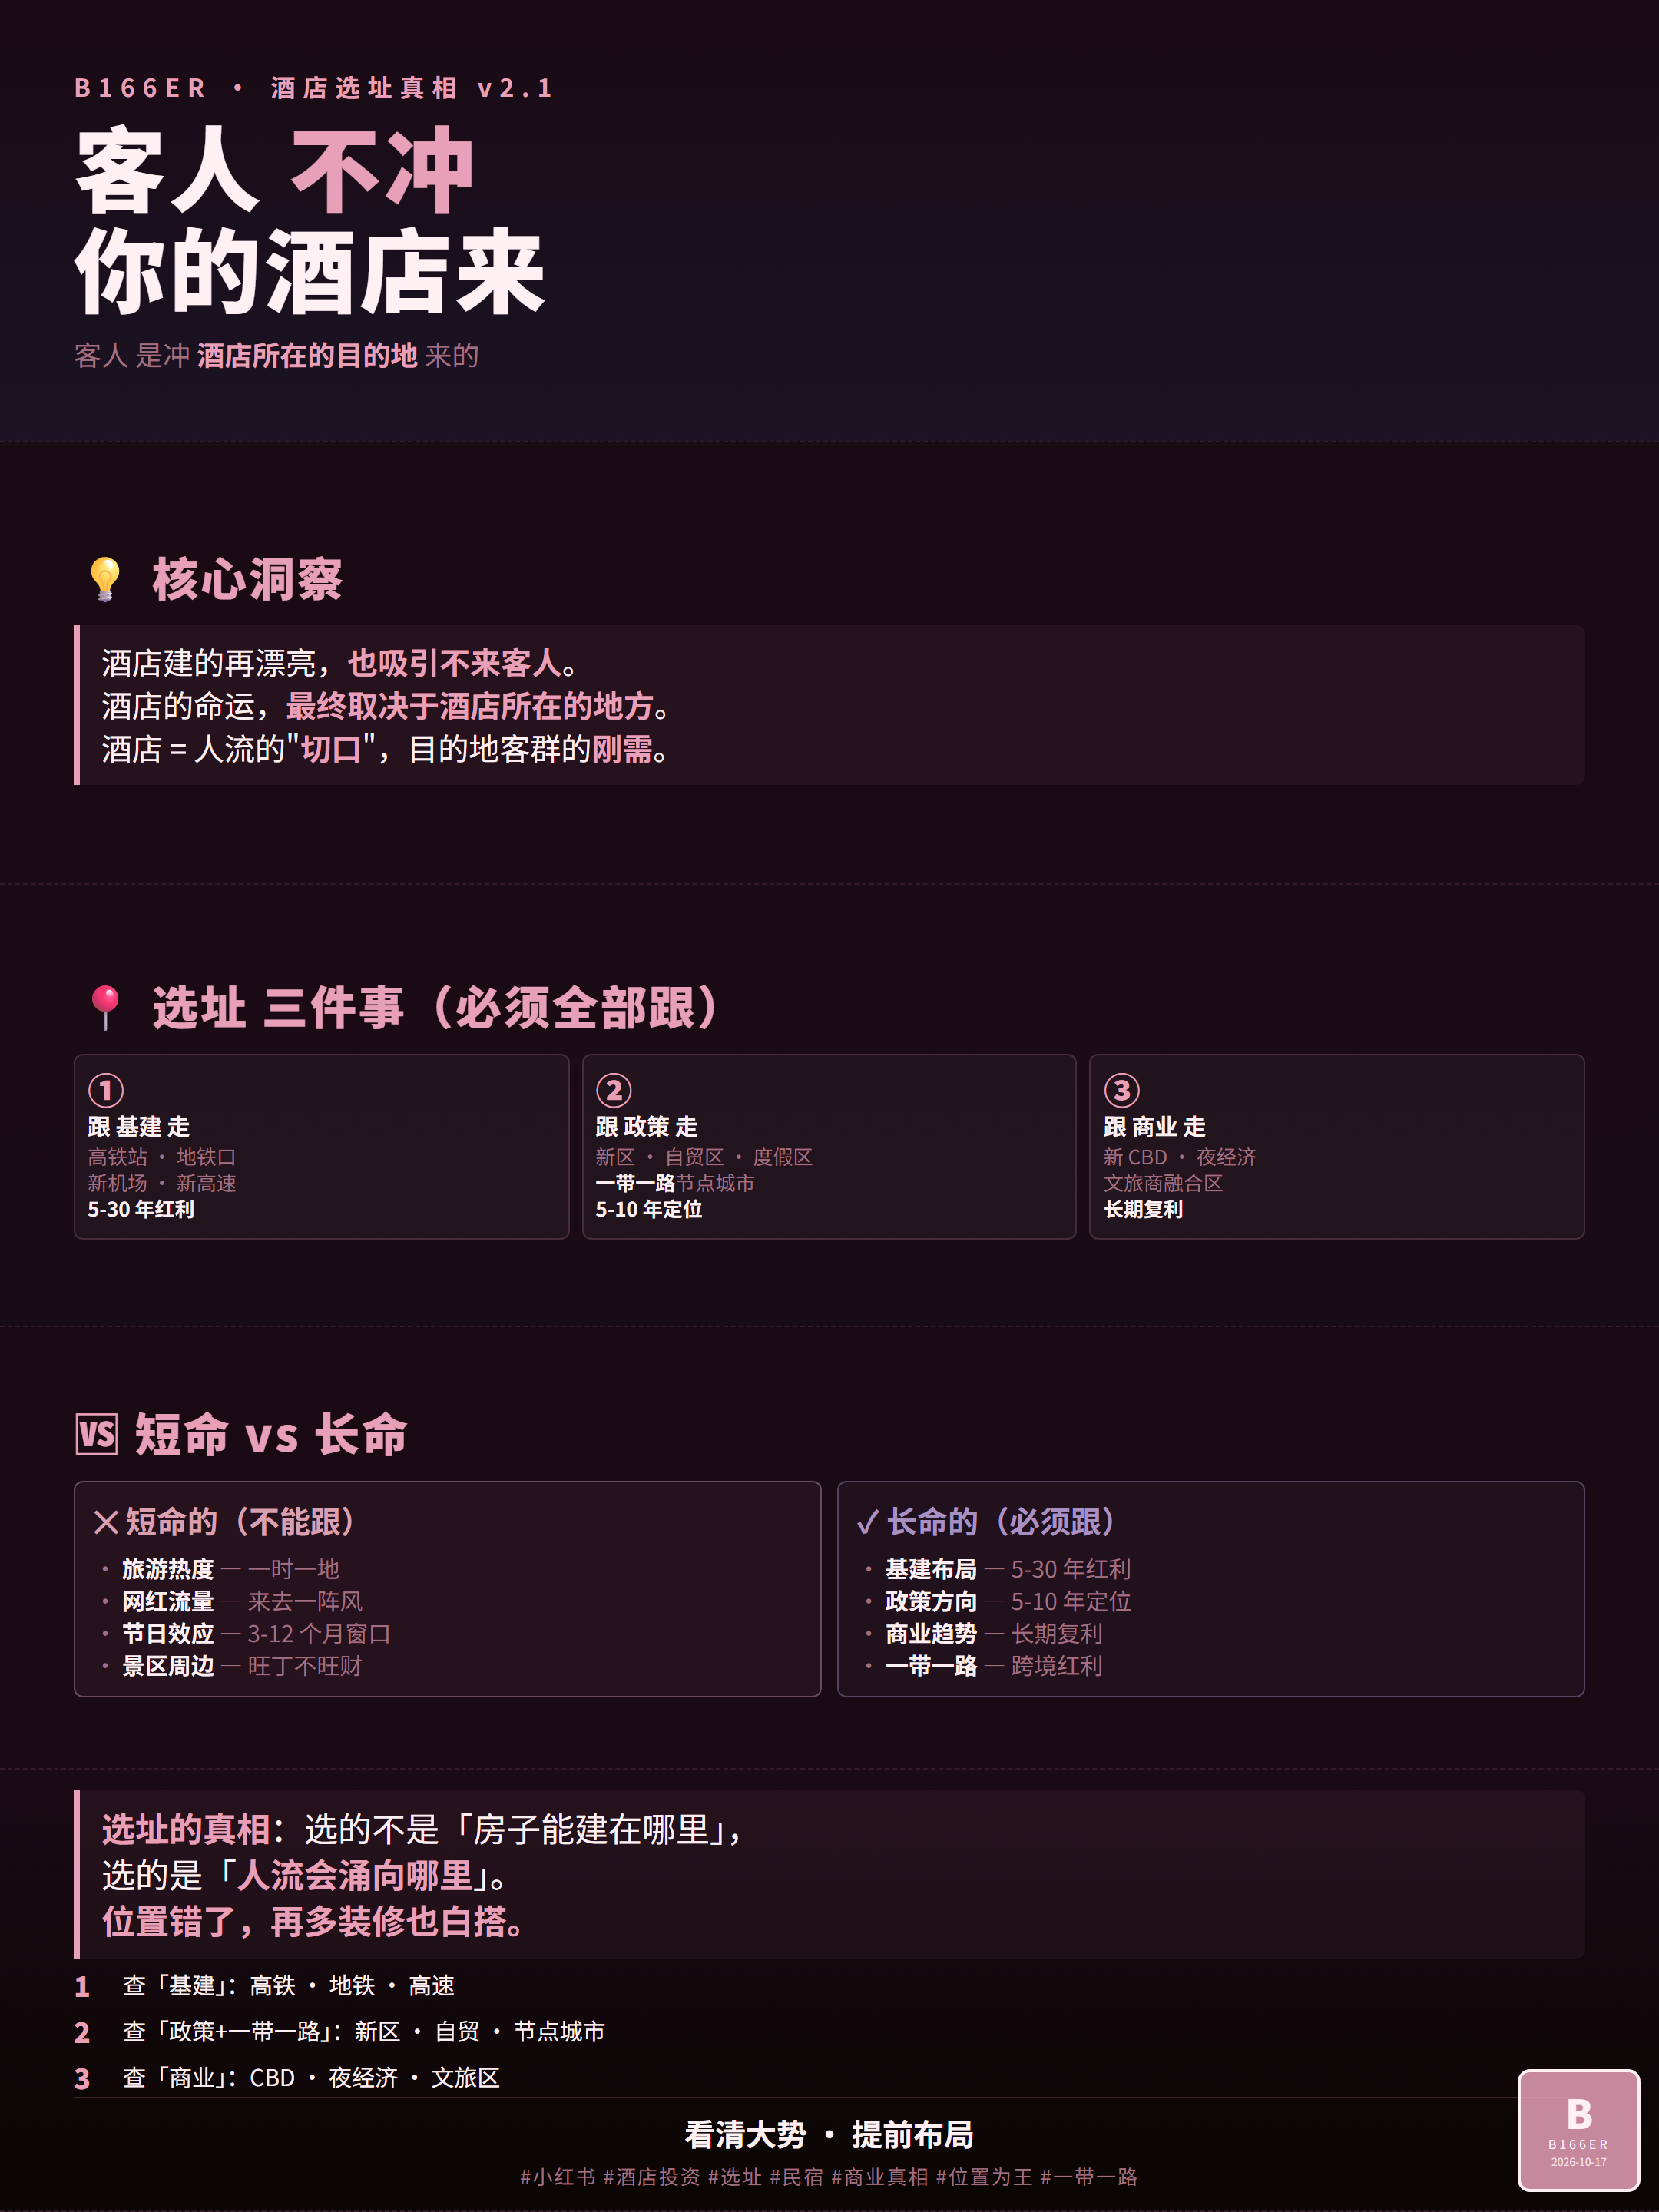 B166ER · 酒店选址真相 v2.1
客人 不冲
你的酒店来
客人 是冲 酒店所在的目的地 来的
💡 核心洞察
酒店建的再漂亮，也吸引不来客人。
酒店的命运，最终取决于酒店所在的地方。
酒店 = 人流的"切口"，目的地客群的刚需。
📍 选址 三件事（必须全部跟）
①
跟 基建 走
高铁站 · 地铁口
新机场 · 新高速
5-30 年红利
②
跟 政策 走
新区 · 自贸区 · 度假区
一带一路节点城市
5-10 年定位
③
跟 商业 走
新 CBD · 夜经济
文旅商融合区
长期复利
🆚 短命 vs 长命
✕ 短命的（不能跟）
· 旅游热度 — 一时一地
· 网红流量 — 来去一阵风
· 节日效应 — 3-12 个月窗口
· 景区周边 — 旺丁不旺财
✓ 长命的（必须跟）
· 基建布局 — 5-30 年红利
· 政策方向 — 5-10 年定位
· 商业趋势 — 长期复利
· 一带一路 — 跨境红利
选址的真相：选的不是「房子能建在哪里」，
选的是「人流会涌向哪里」。
位置错了，再多装修也白搭。
1 查「基建」：高铁 · 地铁 · 高速
2 查「政策+一带一路」：新区 · 自贸 · 节点城市
3 查「商业」：CBD · 夜经济 · 文旅区
看清大势 · 提前布局
#小红书 #酒店投资 #选址 #民宿 #商业真相 #位置为王 #一带一路
B
B166ER
2026-10-17